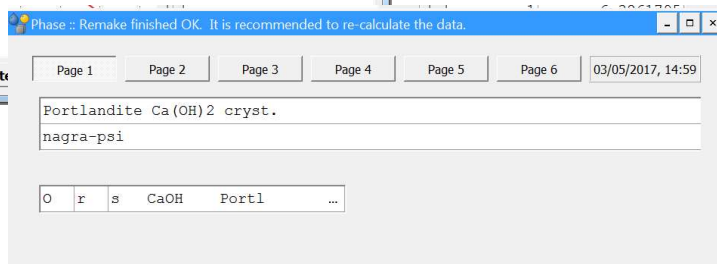 Phase :: Remake finished OK. It is recommended to re-calculate the data.
Page 1 Page 2 Page 3 Page 4 Page 5 Page 6 03/05/2017, 14:59
Portlandite Ca(OH)2 cryst.
nagra-psi
O r s CaOH Portl ...